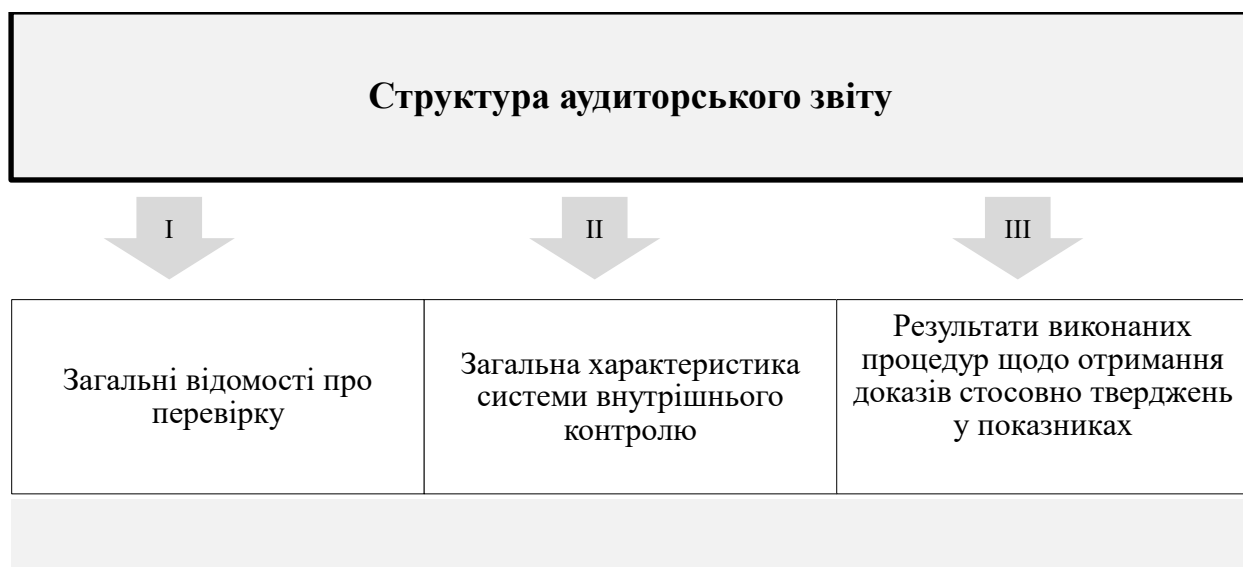 Структура аудиторського звіту
I
II
III
Загальні відомості про
перевірку
Загальна характеристика
системи внутрішнього
контролю
Результати виконаних
процедур щодо отримання
доказів стосовно тверджень
у показниках